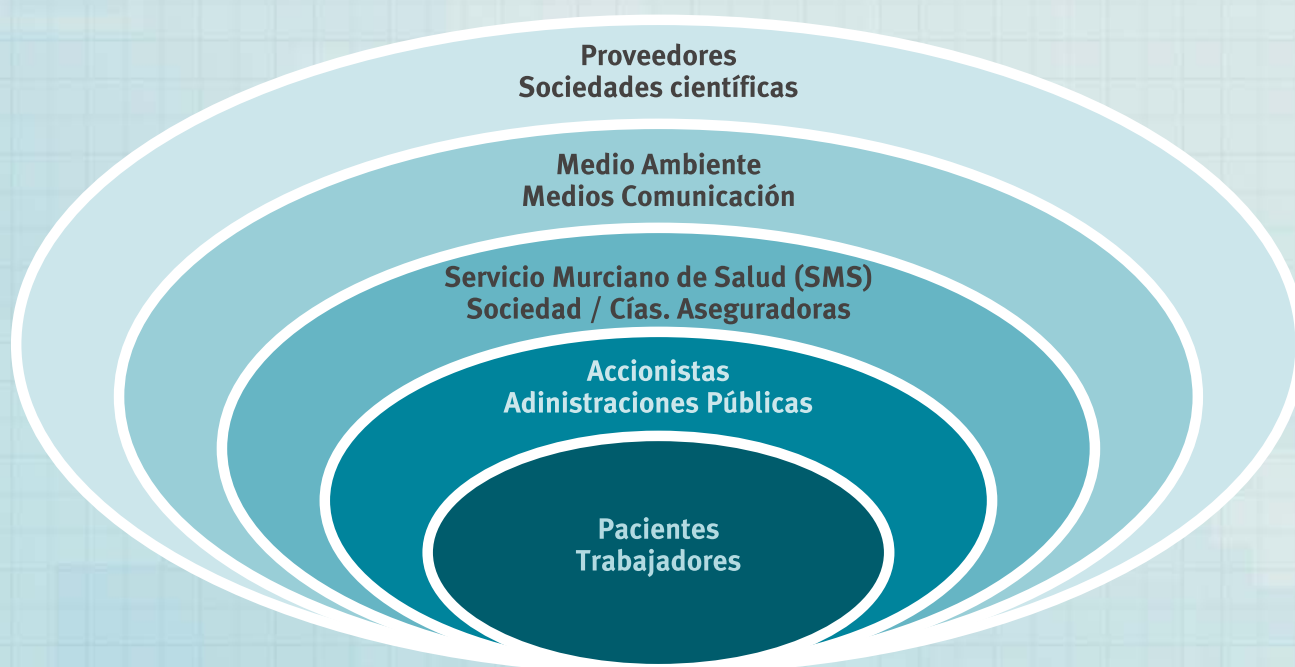 Proveedores
Sociedades científicas
Medio Ambiente
Medios Comunicación
Servicio Murciano de Salud (SMS)
Sociedad / Cías. Aseguradoras
Accionistas
Adinistraciones Públicas
Pacientes
Trabajadores